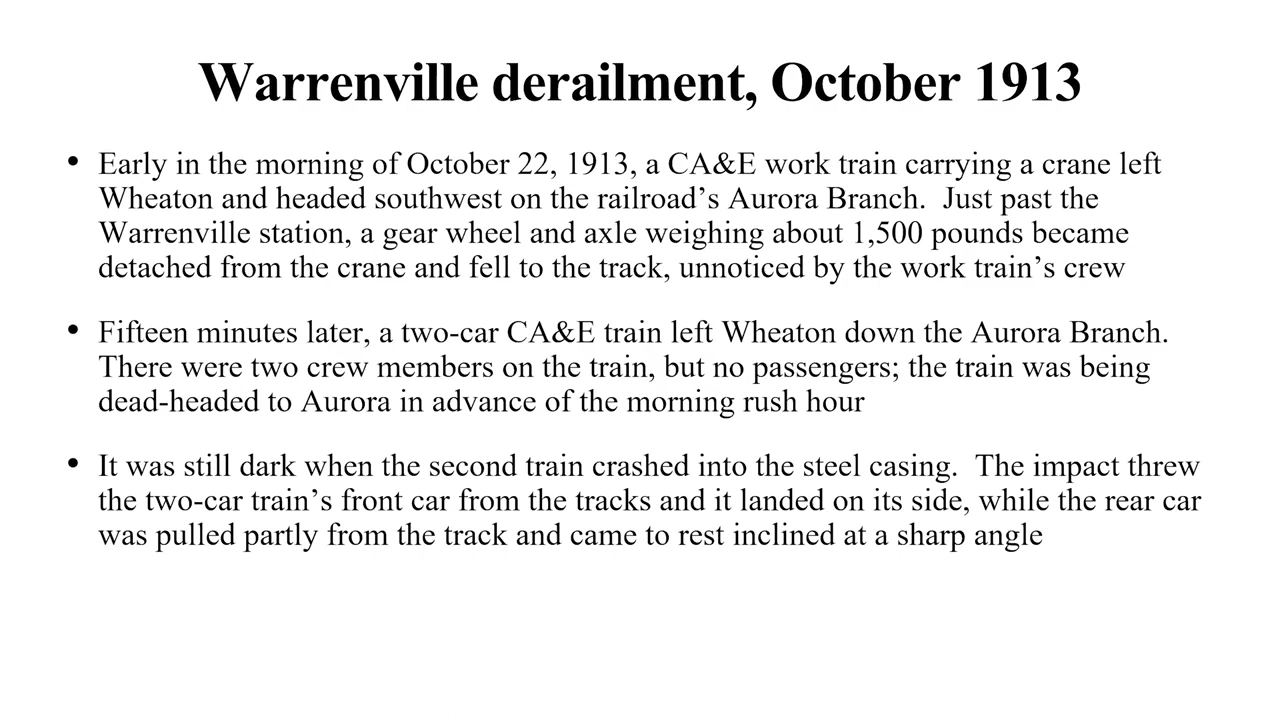 Warrenville derailment, October 1913
• Early in the morning of October 22, 1913, a CA&E work train carrying a crane left
Wheaton and headed southwest on the railroad’s Aurora Branch.  Just past the
Warrenville station, a gear wheel and axle weighing about 1,500 pounds became
detached from the crane and fell to the track, unnoticed by the work train’s crew
• Fifteen minutes later, a two-car CA&E train left Wheaton down the Aurora Branch.
There were two crew members on the train, but no passengers; the train was being
dead-headed to Aurora in advance of the morning rush hour
• It was still dark when the second train crashed into the steel casing.  The impact threw
the two-car train’s front car from the tracks and it landed on its side, while the rear car
was pulled partly from the track and came to rest inclined at a sharp angle